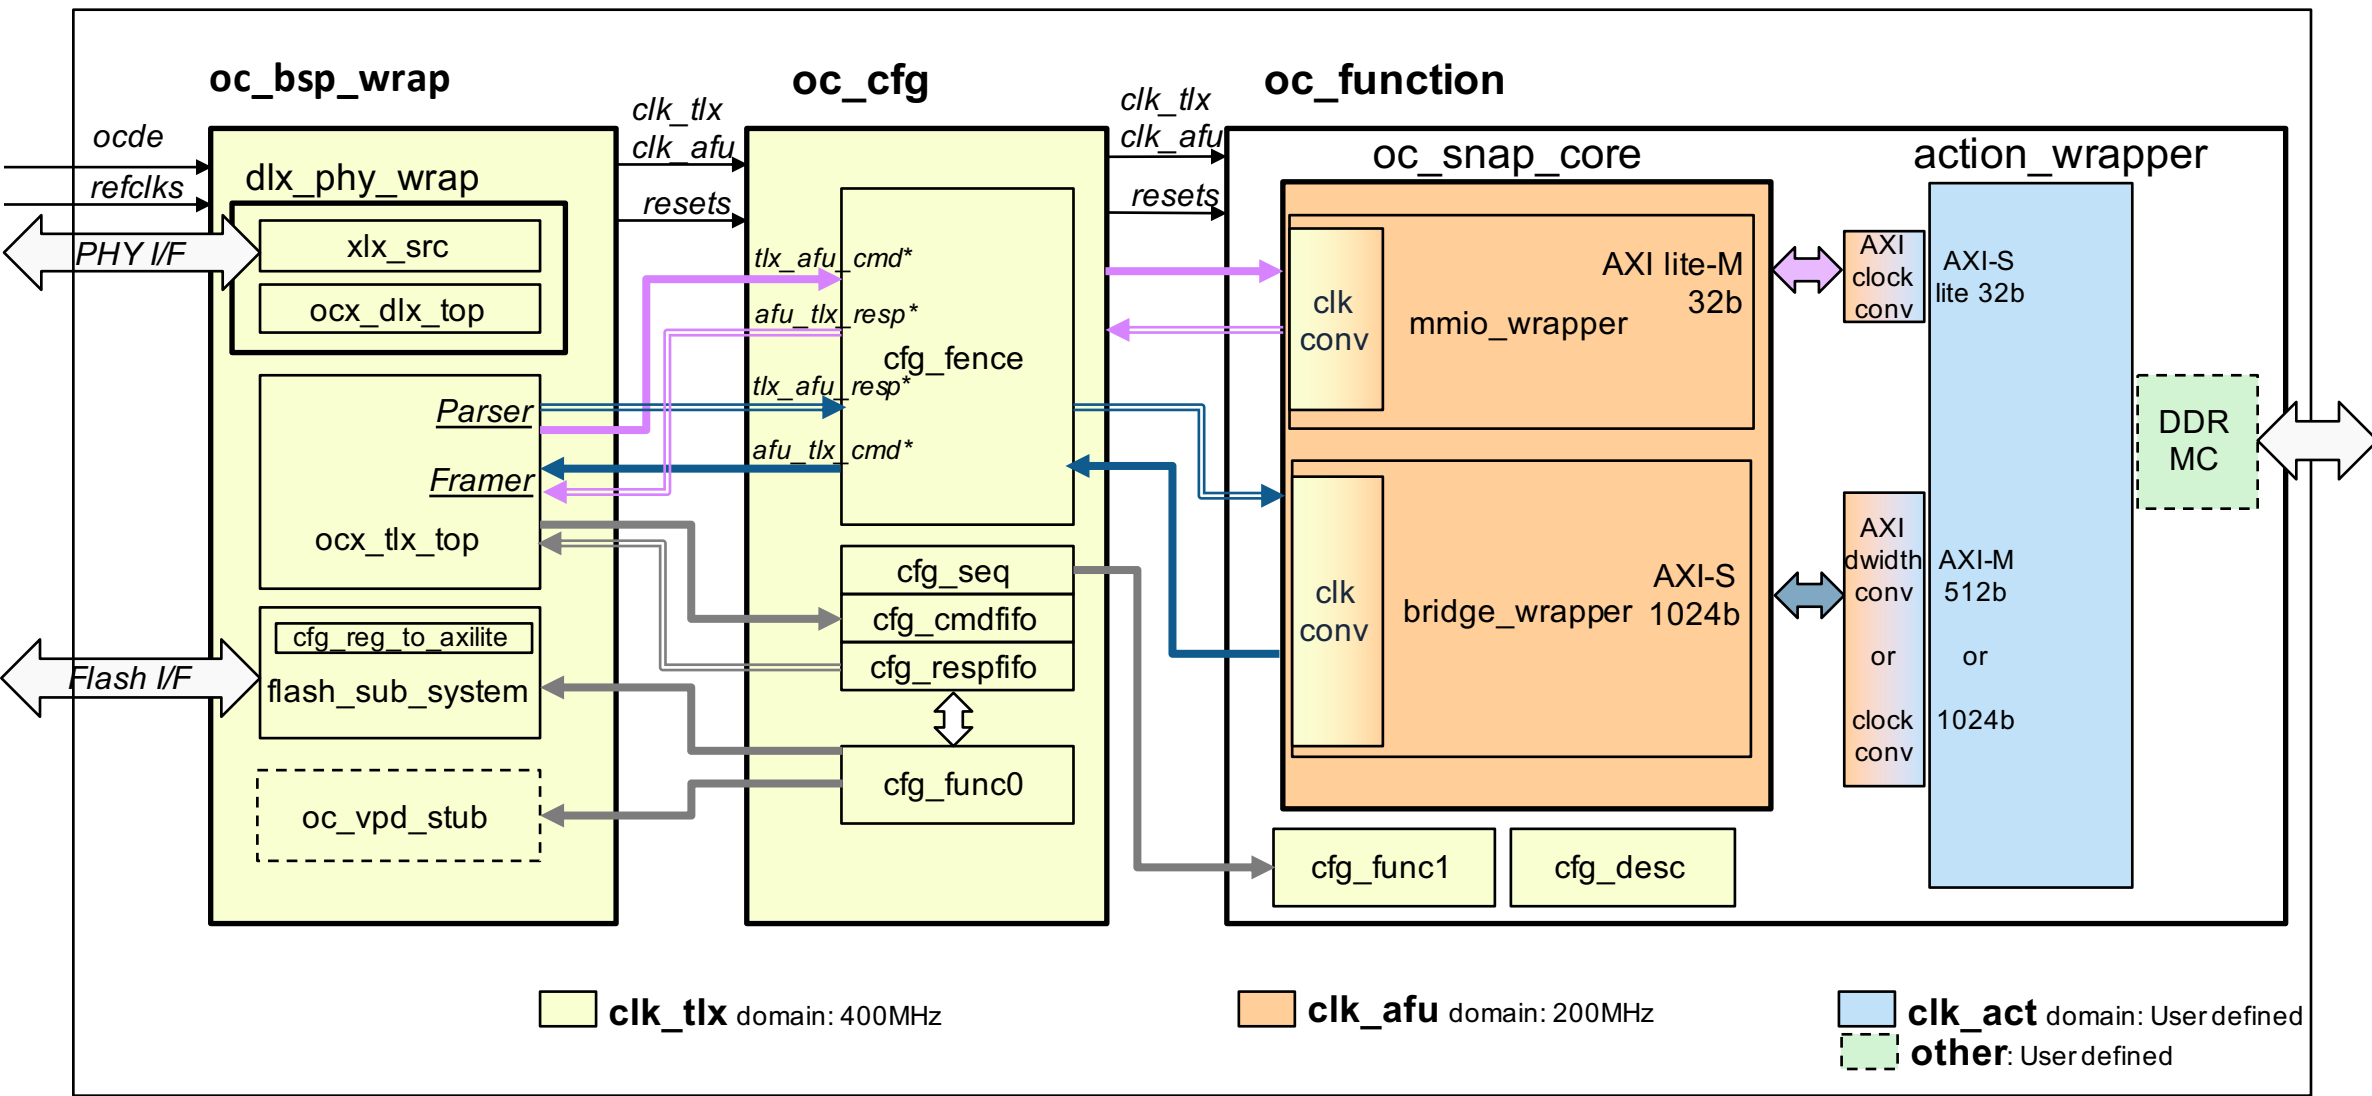 oc_bsp_wrap
oc_cfg
oc_function
ocde
refclks
PHY I/F
Flash I/F
dlx_phy_wrap
xlx_src
ocx_dlx_top
Parser
Framer
ocx_tlx_top
cfg_reg_to_axilite
flash_sub_system
oc_vpd_stub
clk_tlx
clk_afu
resets
tlx_afu_cmd*
afu_tlx_resp*
cfg_fence
tlx_afu_resp*
afu_tlx_cmd*
cfg_seq
cfg_cmdfifo
cfg_respfifo
cfg_func0
clk_tlx
clk_afu
resets
oc_snap_core
clk
conv
AXI lite-M
32b
mmio_wrapper
clk
conv
AXI-S
bridge_wrapper 1024b
cfg_func1
cfg_desc
action_wrapper
AXI
clock
conv
AXI-S
lite 32b
AXI
dwidth
conv
or
clock
conv
AXI-M
512b
or
1024b
DDR
MC
clk_tlx domain: 400MHz
clk_afu domain: 200MHz
clk_act domain: User defined
other: User defined